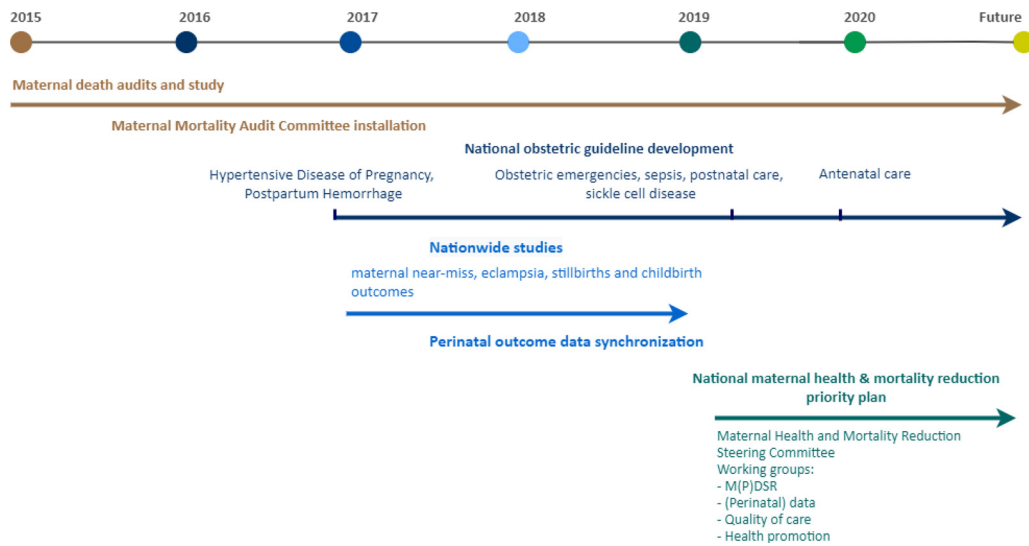 2015 2016 2017 2018 2019 2020 Future
Maternal death audits and study
Maternal Mortality Audit Committee installation
National obstetric guideline development
Hypertensive Disease of Pregnancy,
Postpartum Hemorrhage
Obstetric emergencies, sepsis, postnatal care,
sickle cell disease
Antenatal care
Nationwide studies
maternal near-miss, eclampsia, stillbirths and childbirth
outcomes
Perinatal outcome data synchronization
National maternal health & mortality reduction
priority plan
Maternal Health and Mortality Reduction
Steering Committee
Working groups:
- M(P)DSR
- (Perinatal) data
- Quality of care
- Health promotion